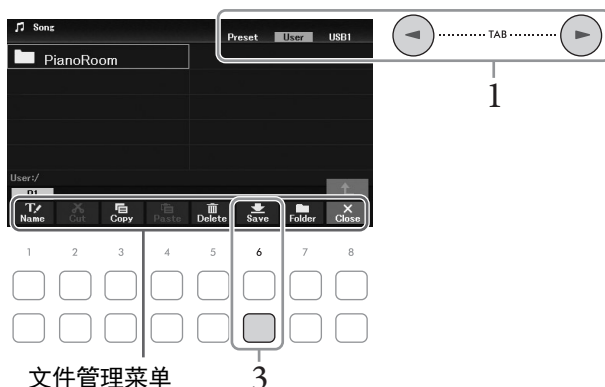 Song
Preset User USB1
TAB
1
PianoRoom
User:/
P1
Name Cut Copy Paste Delete Save Folder Close
1 2 3 4 5 6 7 8
文件管理菜单
3